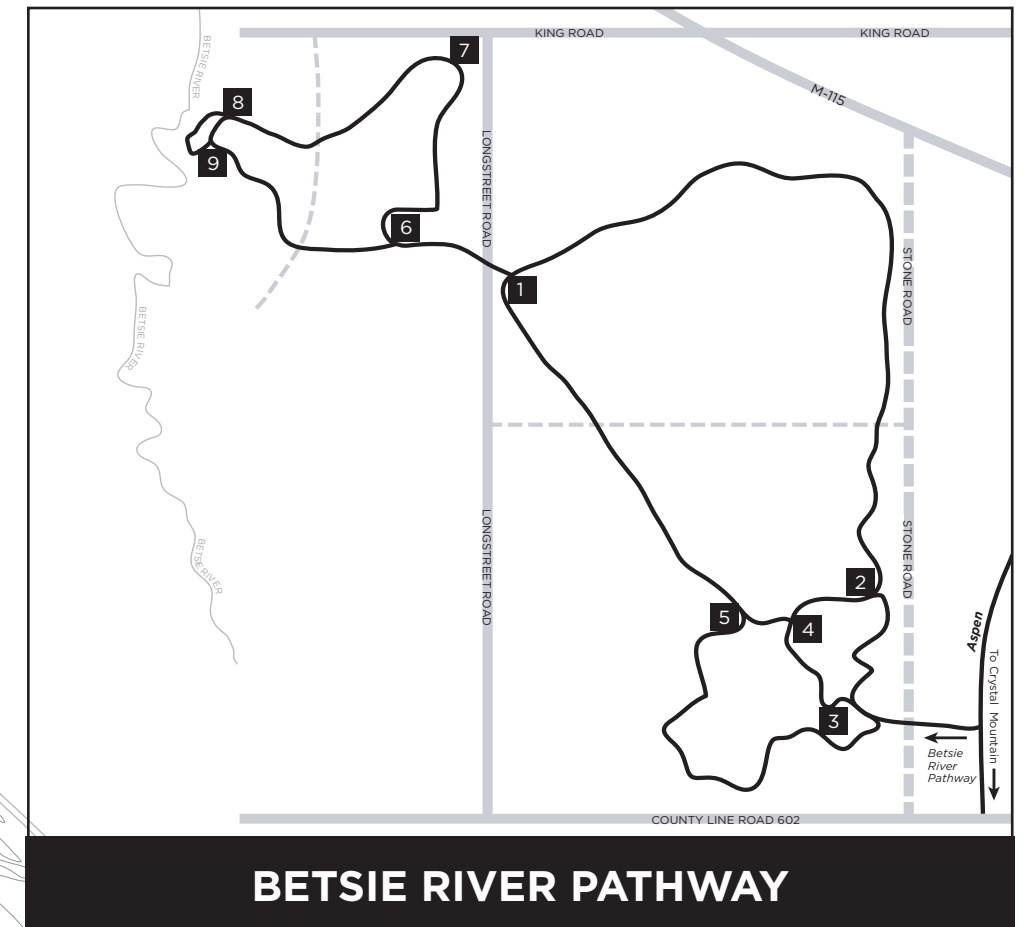 KING ROAD
KING ROAD
M-115
BETSIE RIVER
7
8
9
LONGSTREET ROAD
6
1
STONE ROAD
BETSIE RIVER
LONGSTREET ROAD
STONE ROAD
BETSIE RIVER
2
5
4
3
Aspen
To Crystal Mountain
Betsie
River
Pathway
COUNTY LINE ROAD 602
BETSIE RIVER PATHWAY